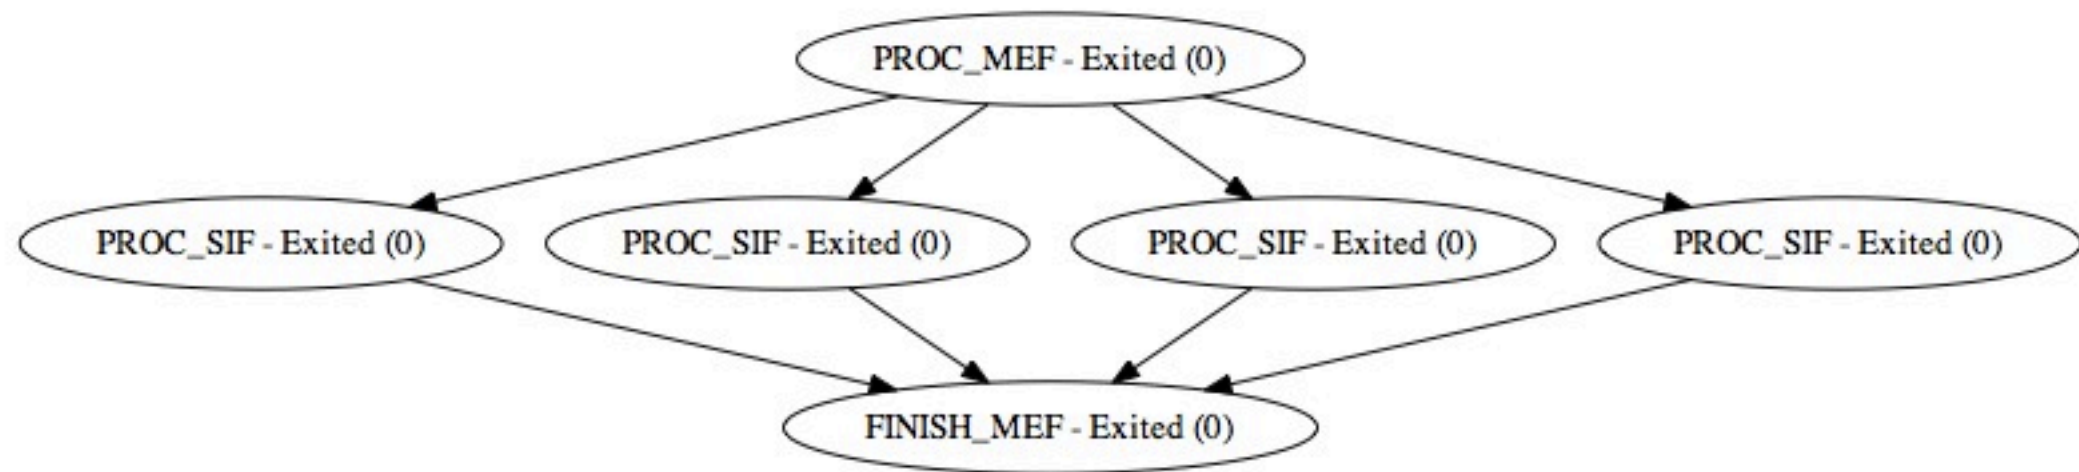 PROC_MEF - Exited (0)
PROC_SIF - Exited (0)
PROC_SIF - Exited (0)
PROC_SIF - Exited (0)
PROC_SIF - Exited (0)
FINISH_MEF - Exited (0)